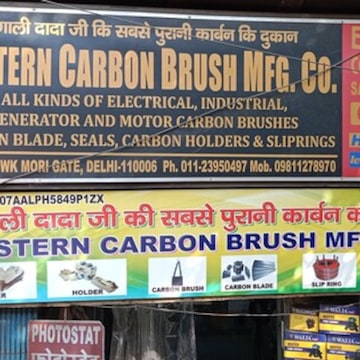 गाली दादा जी कि सबसे पुरानी कार्बन कि दुकान
TERN CARBON BRUSH MFG. CO.
ALL KINDS OF ELECTRICAL, INDUSTRIAL,
ENERATOR AND MOTOR CARBON BRUSHES
N BLADE, SEALS, CARBON HOLDERS & SLIPRINGS
WK MORI GATE, DELHI-110006 Ph. 011-23950497 Mob. 09811278970
07AALPH5849P1ZX
ाली दादा जी की सबसे पुरानी कार्बन क
STERN CARBON BRUSH MF
HOLDER
CARBON BRUSH
CARBON BLADE
SLIP RING
PHOTOSTAT
फोटोस्टेट